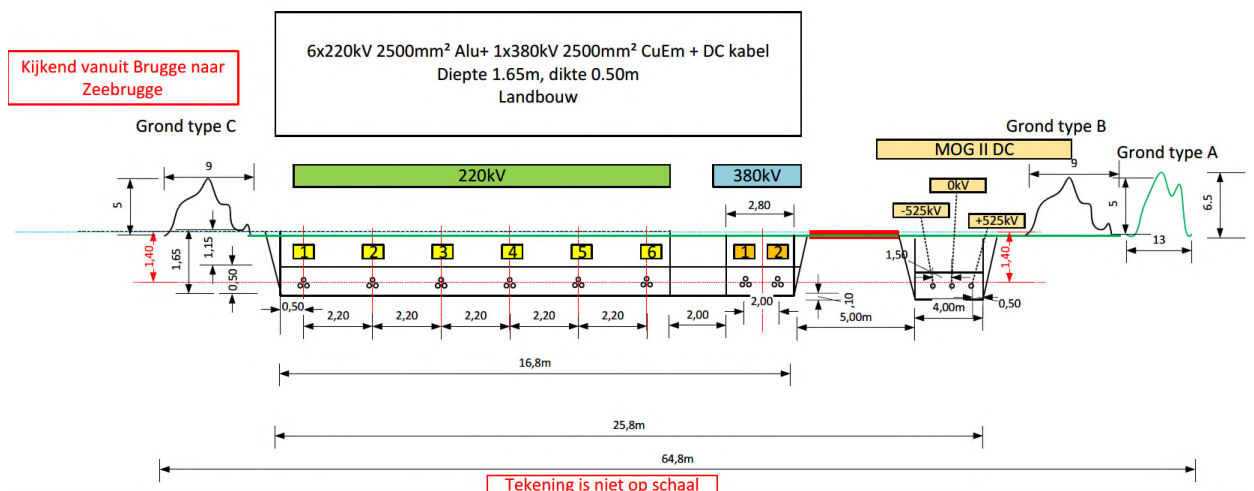 6x220kV 2500mm² Alu+ 1x380kV 2500mm² CuEm + DC kabel
Diepte 1.65m, dikte 0.50m
Landbouw
Kijkend vanuit Brugge naar
Zeebrugge
Grond type C
Grond type B
Grond type A
MOG II DC
220kV
380kV
9
9
0kV
-525kV
+525kV
5
5
6.5
13
2,80
1,40
1,65
1,15
0,50
1 2 3 4 5 6
1 2
1,50
1,40
0,50
2,20 2,20 2,20 2,20 2,20 2,00
2,00
,10
5,00m
4,00m
0,50
16,8m
25,8m
64,8m
Tekening is niet op schaal